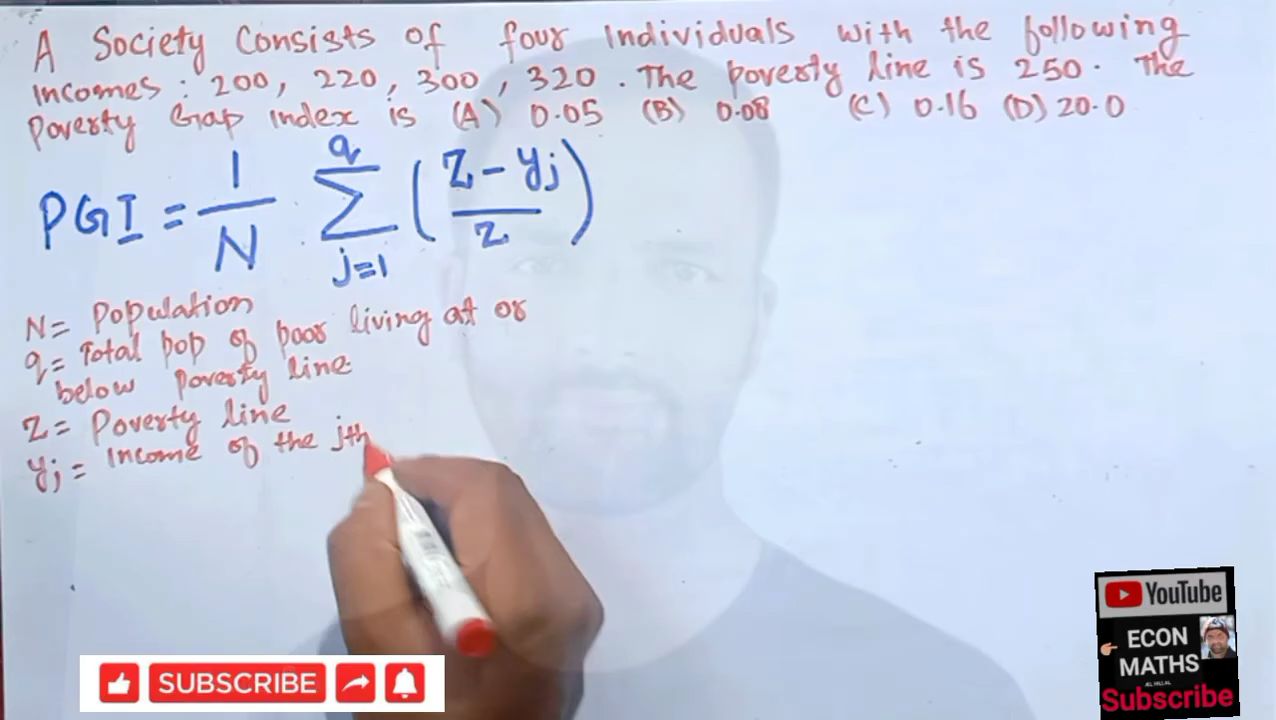 A Society Consists of four Individuals with the following
Incomes : 200, 220, 300, 320. The poverty line is 250. The
Poverty Gap Index is (A) 0.05 (B) 0.08 (C) 0.16 (D) 20.0
PGI = 1/N q∑j=1 (Z - yj / z)
N = Population
q = Total pop of poor living at or
below poverty line.
Z = Poverty line
yj = Income of the jth
SUBSCRIBE
YouTube
ECON
MATHS
Subscribe